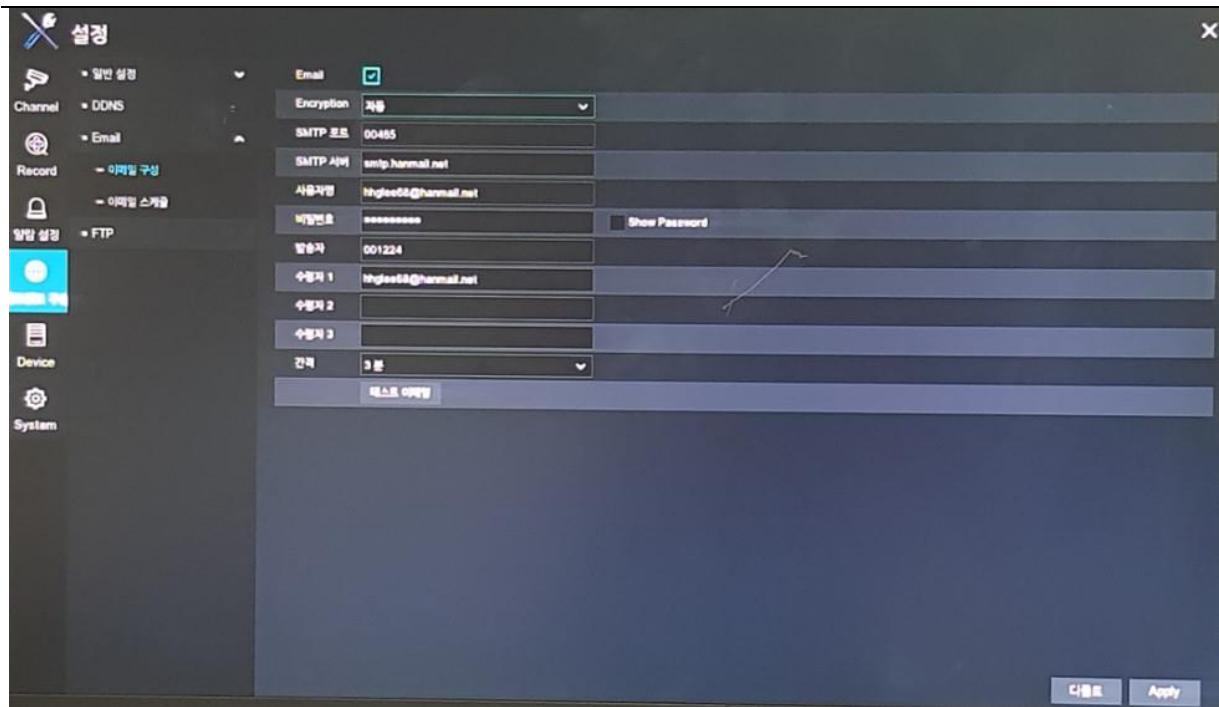 설정
Channel
Record
알람 설정
Device
System
일반 설정
DDNS
Email
이메일 구성
이메일 스케쥴
FTP
Email
Encryption 자동
SMTP 포트 00465
SMTP 서버 smtp.hanmail.net
사용자명 hhglee68@hanmail.net
비밀번호 ●●●●●●●●● Show Password
발송자 001224
수령자 1 hhglee68@hanmail.net
수령자 2
수령자 3
간격 3 분
테스트 이메일
디폴트 Apply